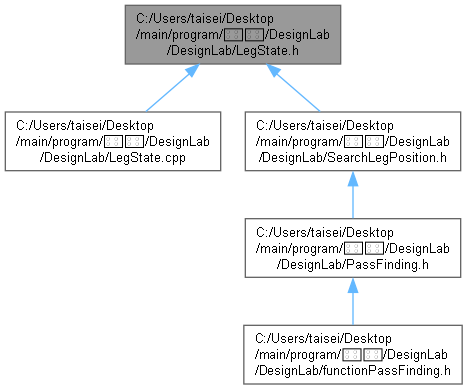 C:/Users/taisei/Desktop
/main/program/ /DesignLab
/DesignLab/LegState.h
C:/Users/taisei/Desktop
/main/program/ /DesignLab
/DesignLab/LegState.cpp
C:/Users/taisei/Desktop
/main/program/ /DesignLab
/DesignLab/SearchLegPosition.h
C:/Users/taisei/Desktop
/main/program/ /DesignLab
/DesignLab/PassFinding.h
C:/Users/taisei/Desktop
/main/program/ /DesignLab
/DesignLab/functionPassFinding.h